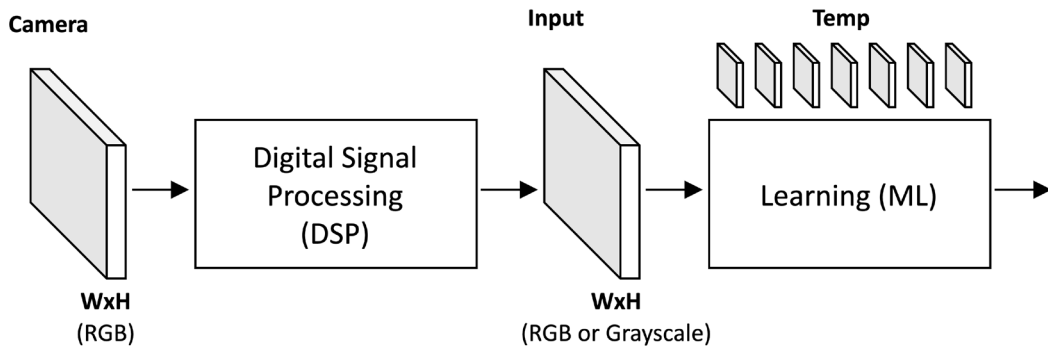 Camera
Input
Temp
Digital Signal
Processing
(DSP)
Learning (ML)
WxH
(RGB)
WxH
(RGB or Grayscale)